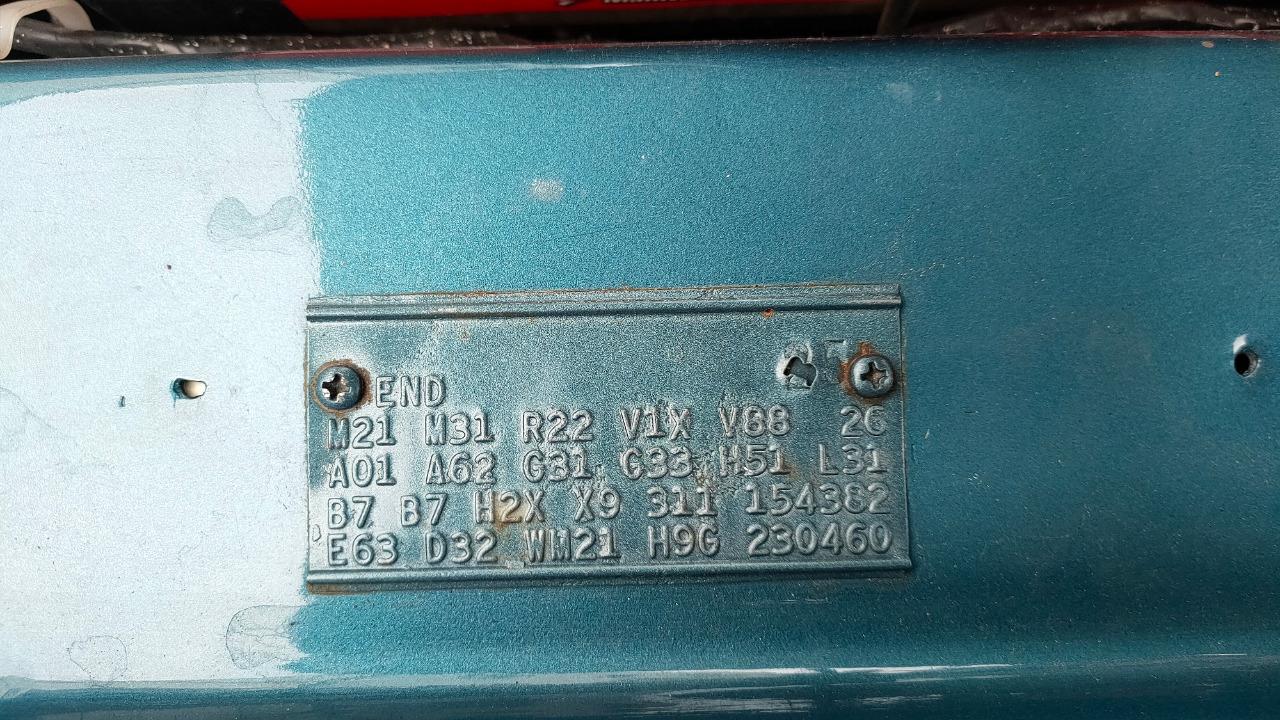 END
M21 M31 R22 V1X V88 26
A01 A62 G31 G33 H51 L31
B7 B7 H2X X9 311 154382
E63 D32 WM21 H9G 230460